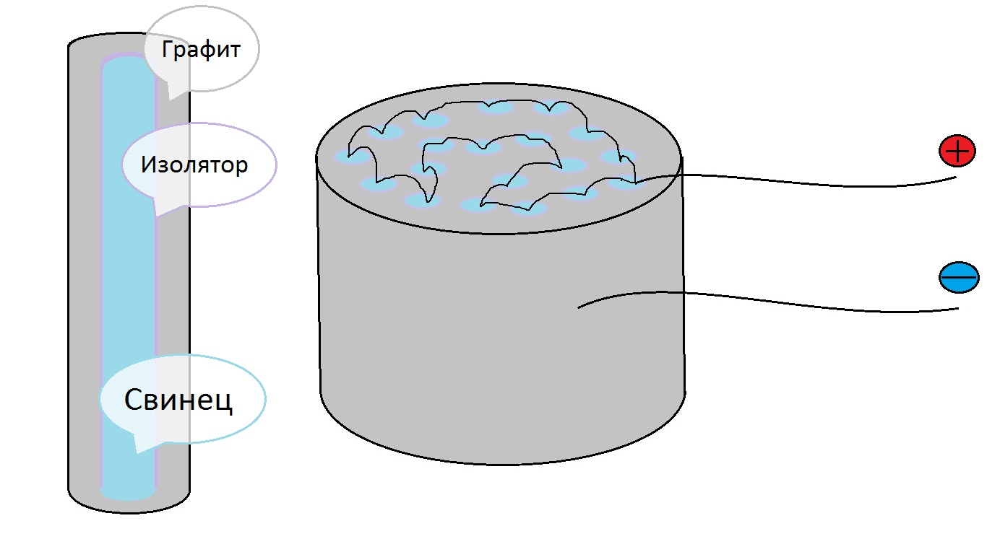 Графит
Изолятор
Свинец
+
−